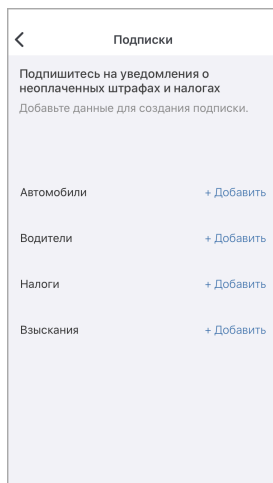 Подписки
Подпишитесь на уведомления о
неоплаченных штрафах и налогах
Добавьте данные для создания подписки.
Автомобили + Добавить
Водители + Добавить
Налоги + Добавить
Взыскания + Добавить